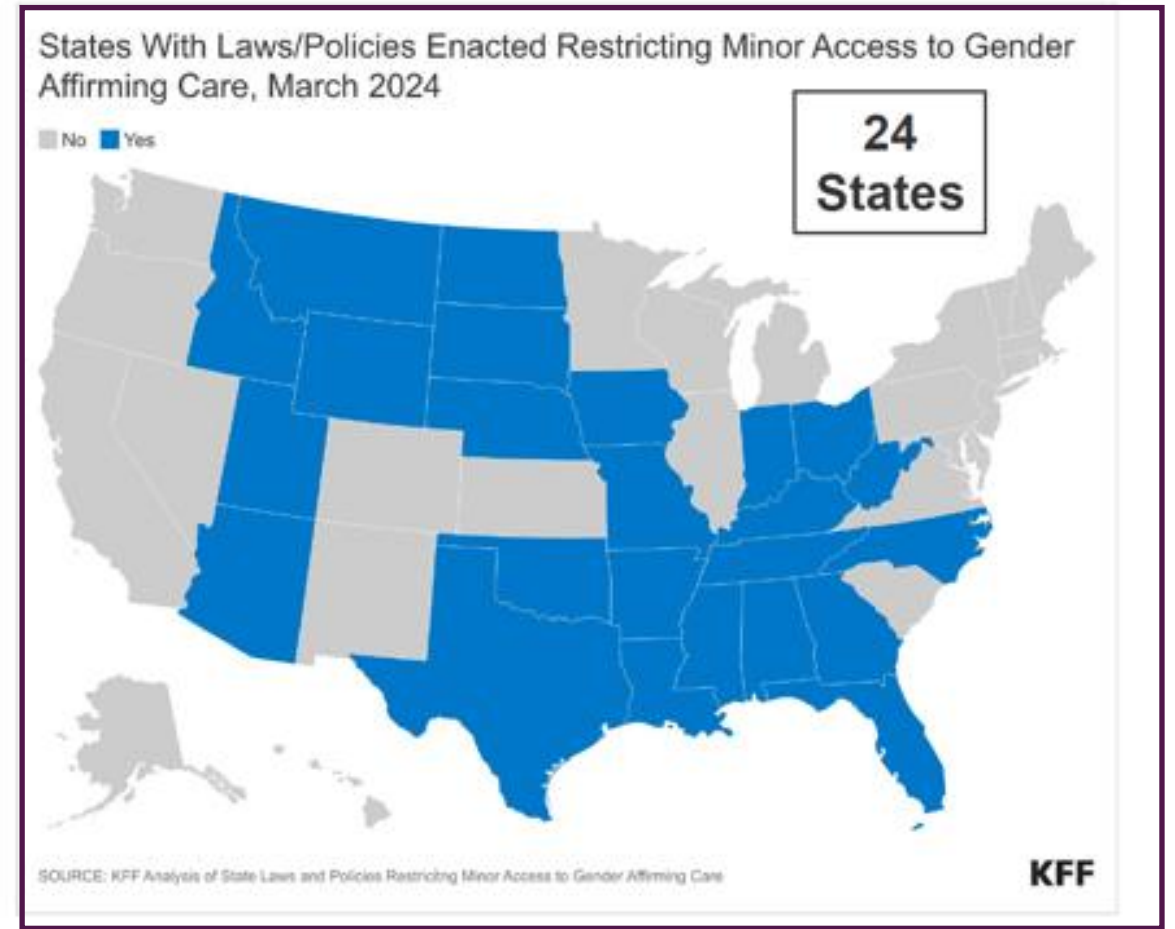 States With Laws/Policies Enacted Restricting Minor Access to Gender
Affirming Care, March 2024
No Yes
24
States
SOURCE: KFF Analysis of State Laws and Policies Restricitng Minor Access to Gender Affirming Care
KFF